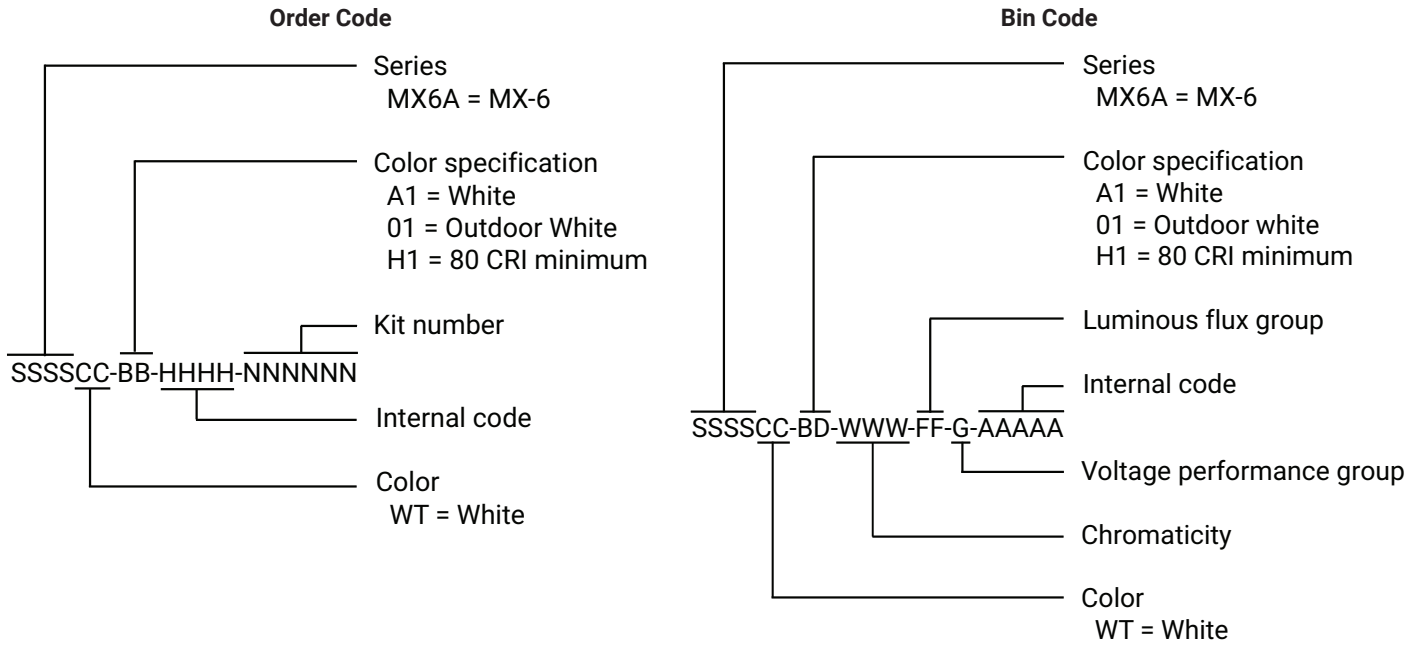 Order Code
Series
MX6A = MX-6
Color specification
A1 = White
01 = Outdoor White
H1 = 80 CRI minimum
Kit number
SSSSCC-BB-HHHH-NNNNNN
Internal code
Color
WT = White
Bin Code
Series
MX6A = MX-6
Color specification
A1 = White
01 = Outdoor white
H1 = 80 CRI minimum
Luminous flux group
Internal code
SSSSCC-BD-WWW-FF-G-AAAAA
Voltage performance group
Chromaticity
Color
WT = White